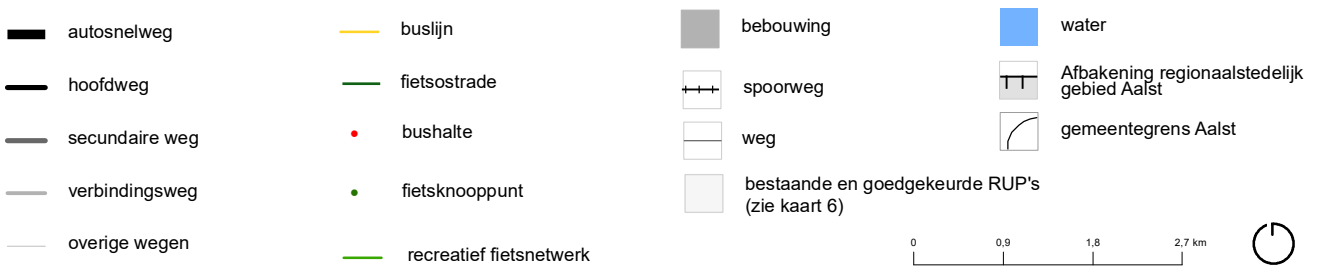 autosnelweg
hoofdweg
secundaire weg
verbindingsweg
overige wegen
buslijn
fietsostrade
bushalte
fietsknooppunt
recreatief fietsnetwerk
bebouwing
spoorweg
weg
bestaande en goedgekeurde RUP's
(zie kaart 6)
water
Afbakening regionaalstedelijk
gebied Aalst
gemeentegrens Aalst
0 0,9 1,8 2,7 km